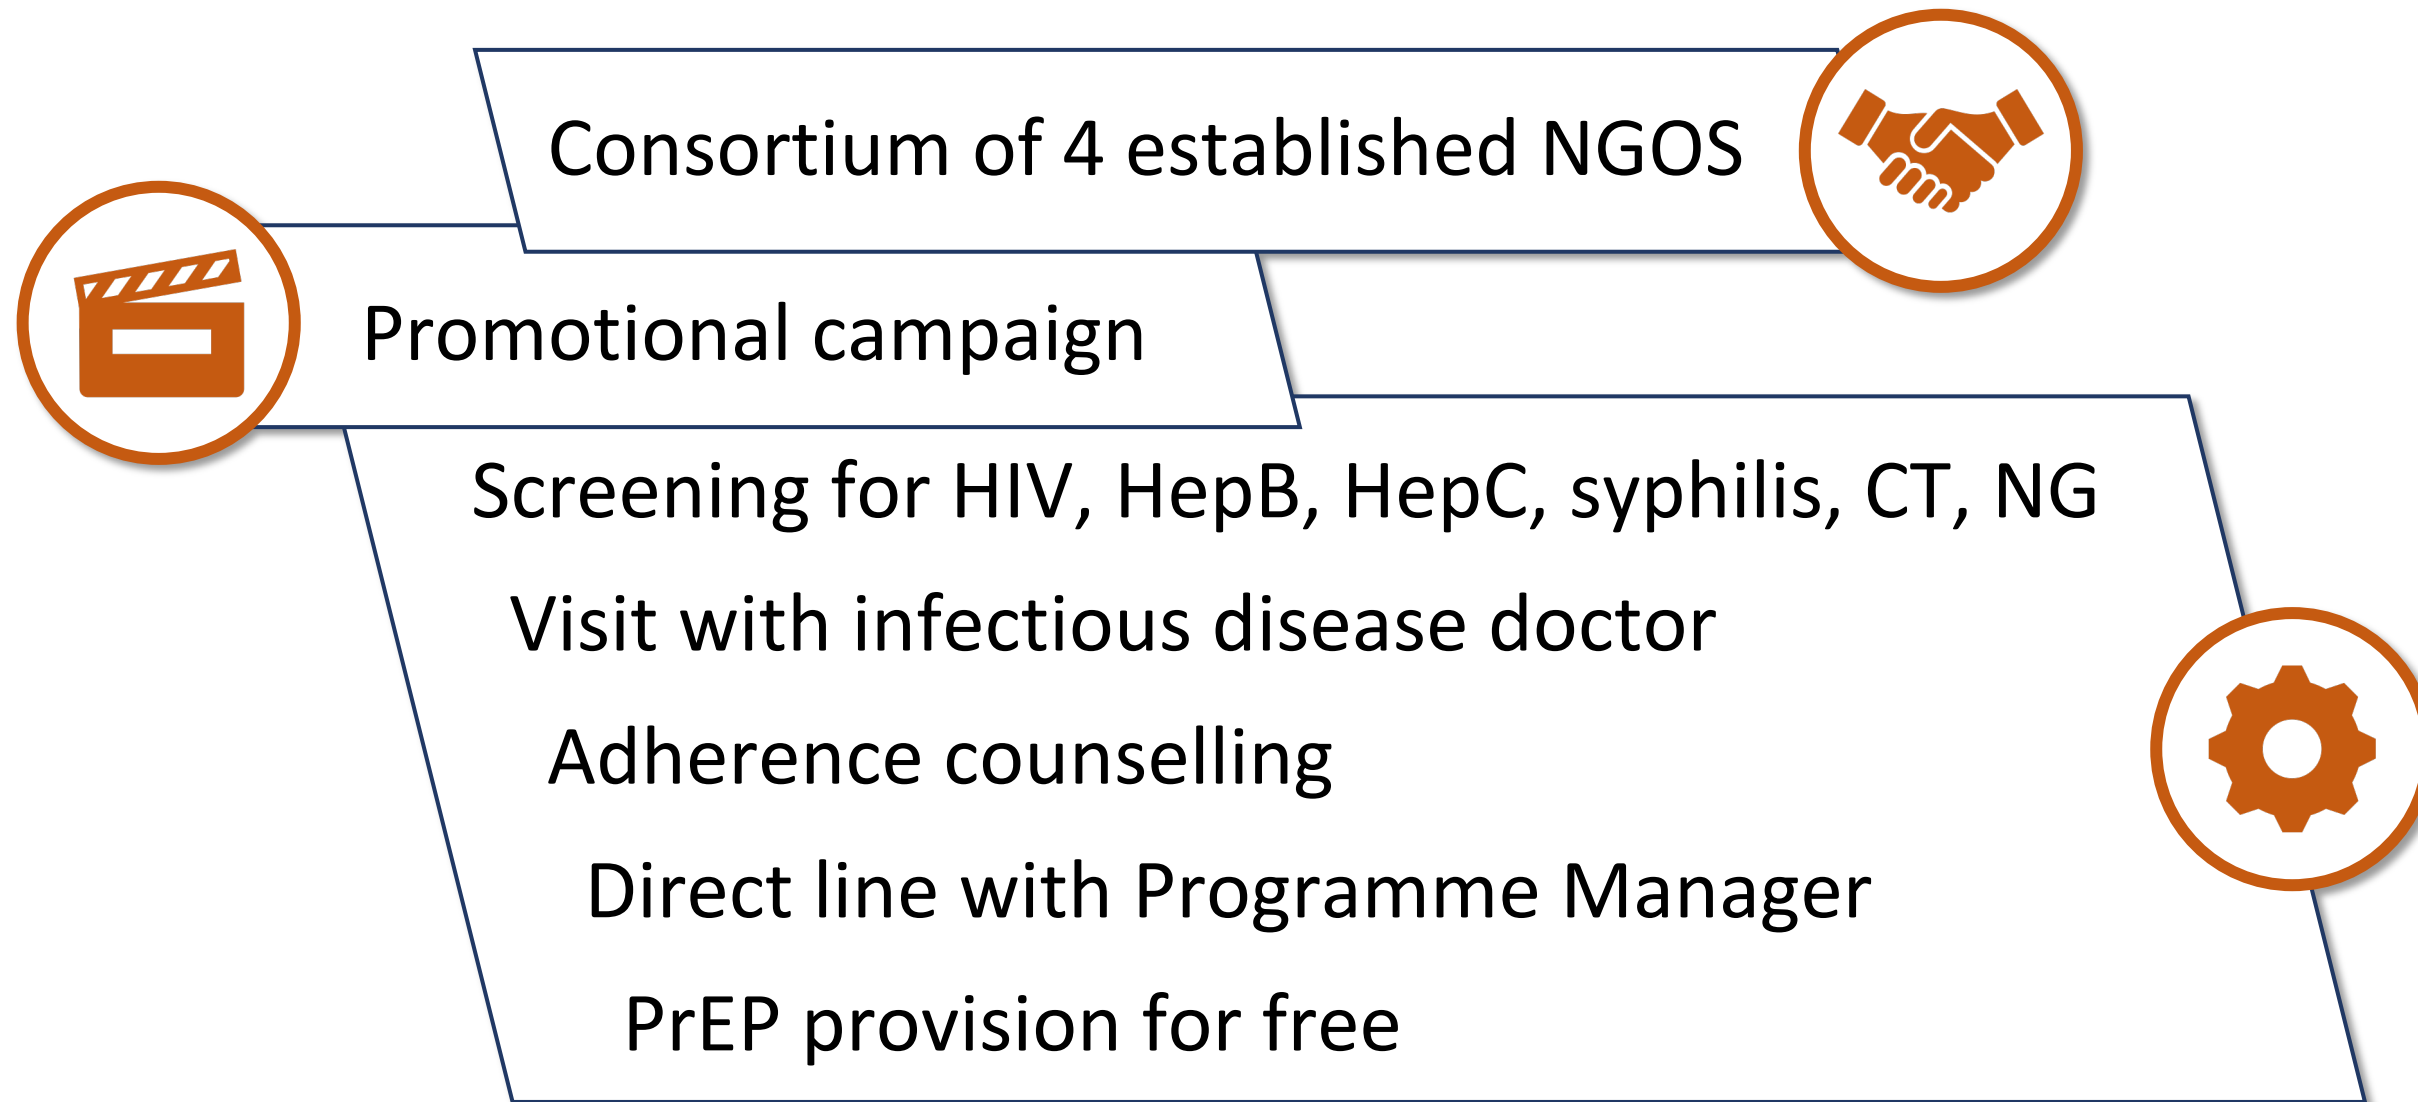 Consortium of 4 established NGOS
Promotional campaign
Screening for HIV, HepB, HepC, syphilis, CT, NG
Visit with infectious disease doctor
Adherence counselling
Direct line with Programme Manager
PrEP provision for free